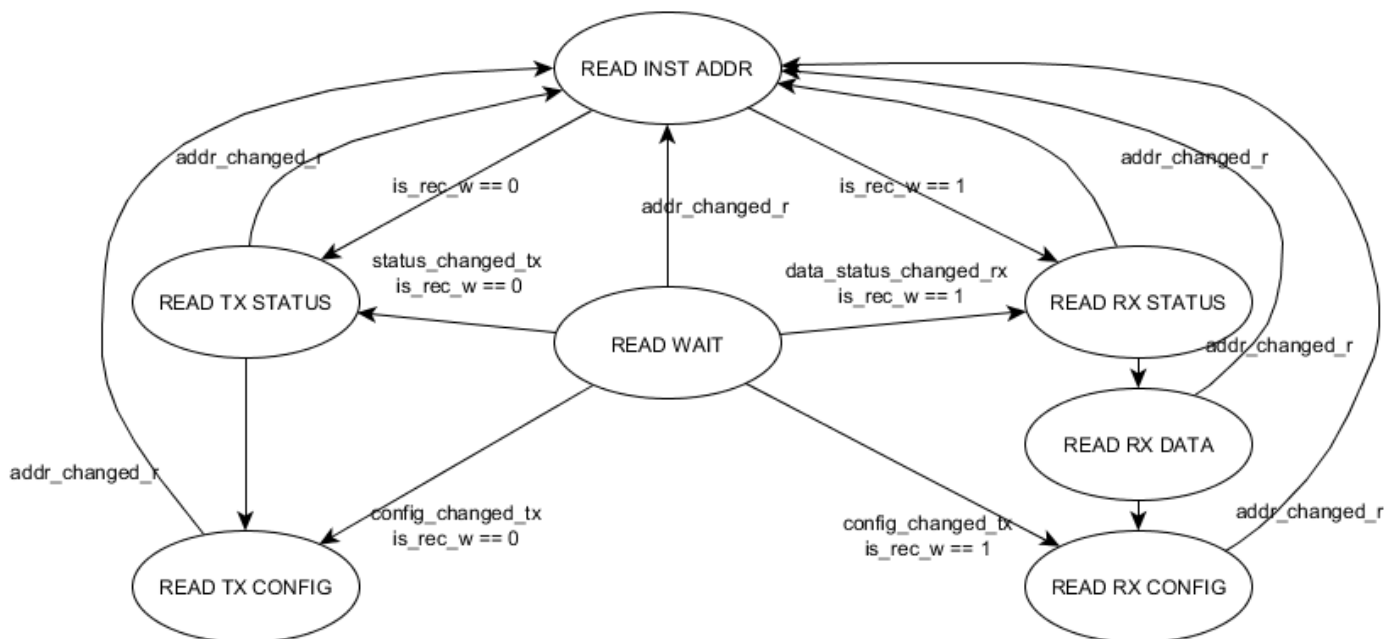 READ INST ADDR
addr_changed_r
addr_changed_r
is_rec_w == 0
is_rec_w == 1
addr_changed_r
status_changed_tx
is_rec_w == 0
data_status_changed_rx
is_rec_w == 1
READ TX STATUS
READ RX STATUS
READ WAIT
addr_changed_r
READ RX DATA
addr_changed_r
config_changed_tx
is_rec_w == 0
config_changed_tx
is_rec_w == 1
addr_changed_r
READ TX CONFIG
READ RX CONFIG